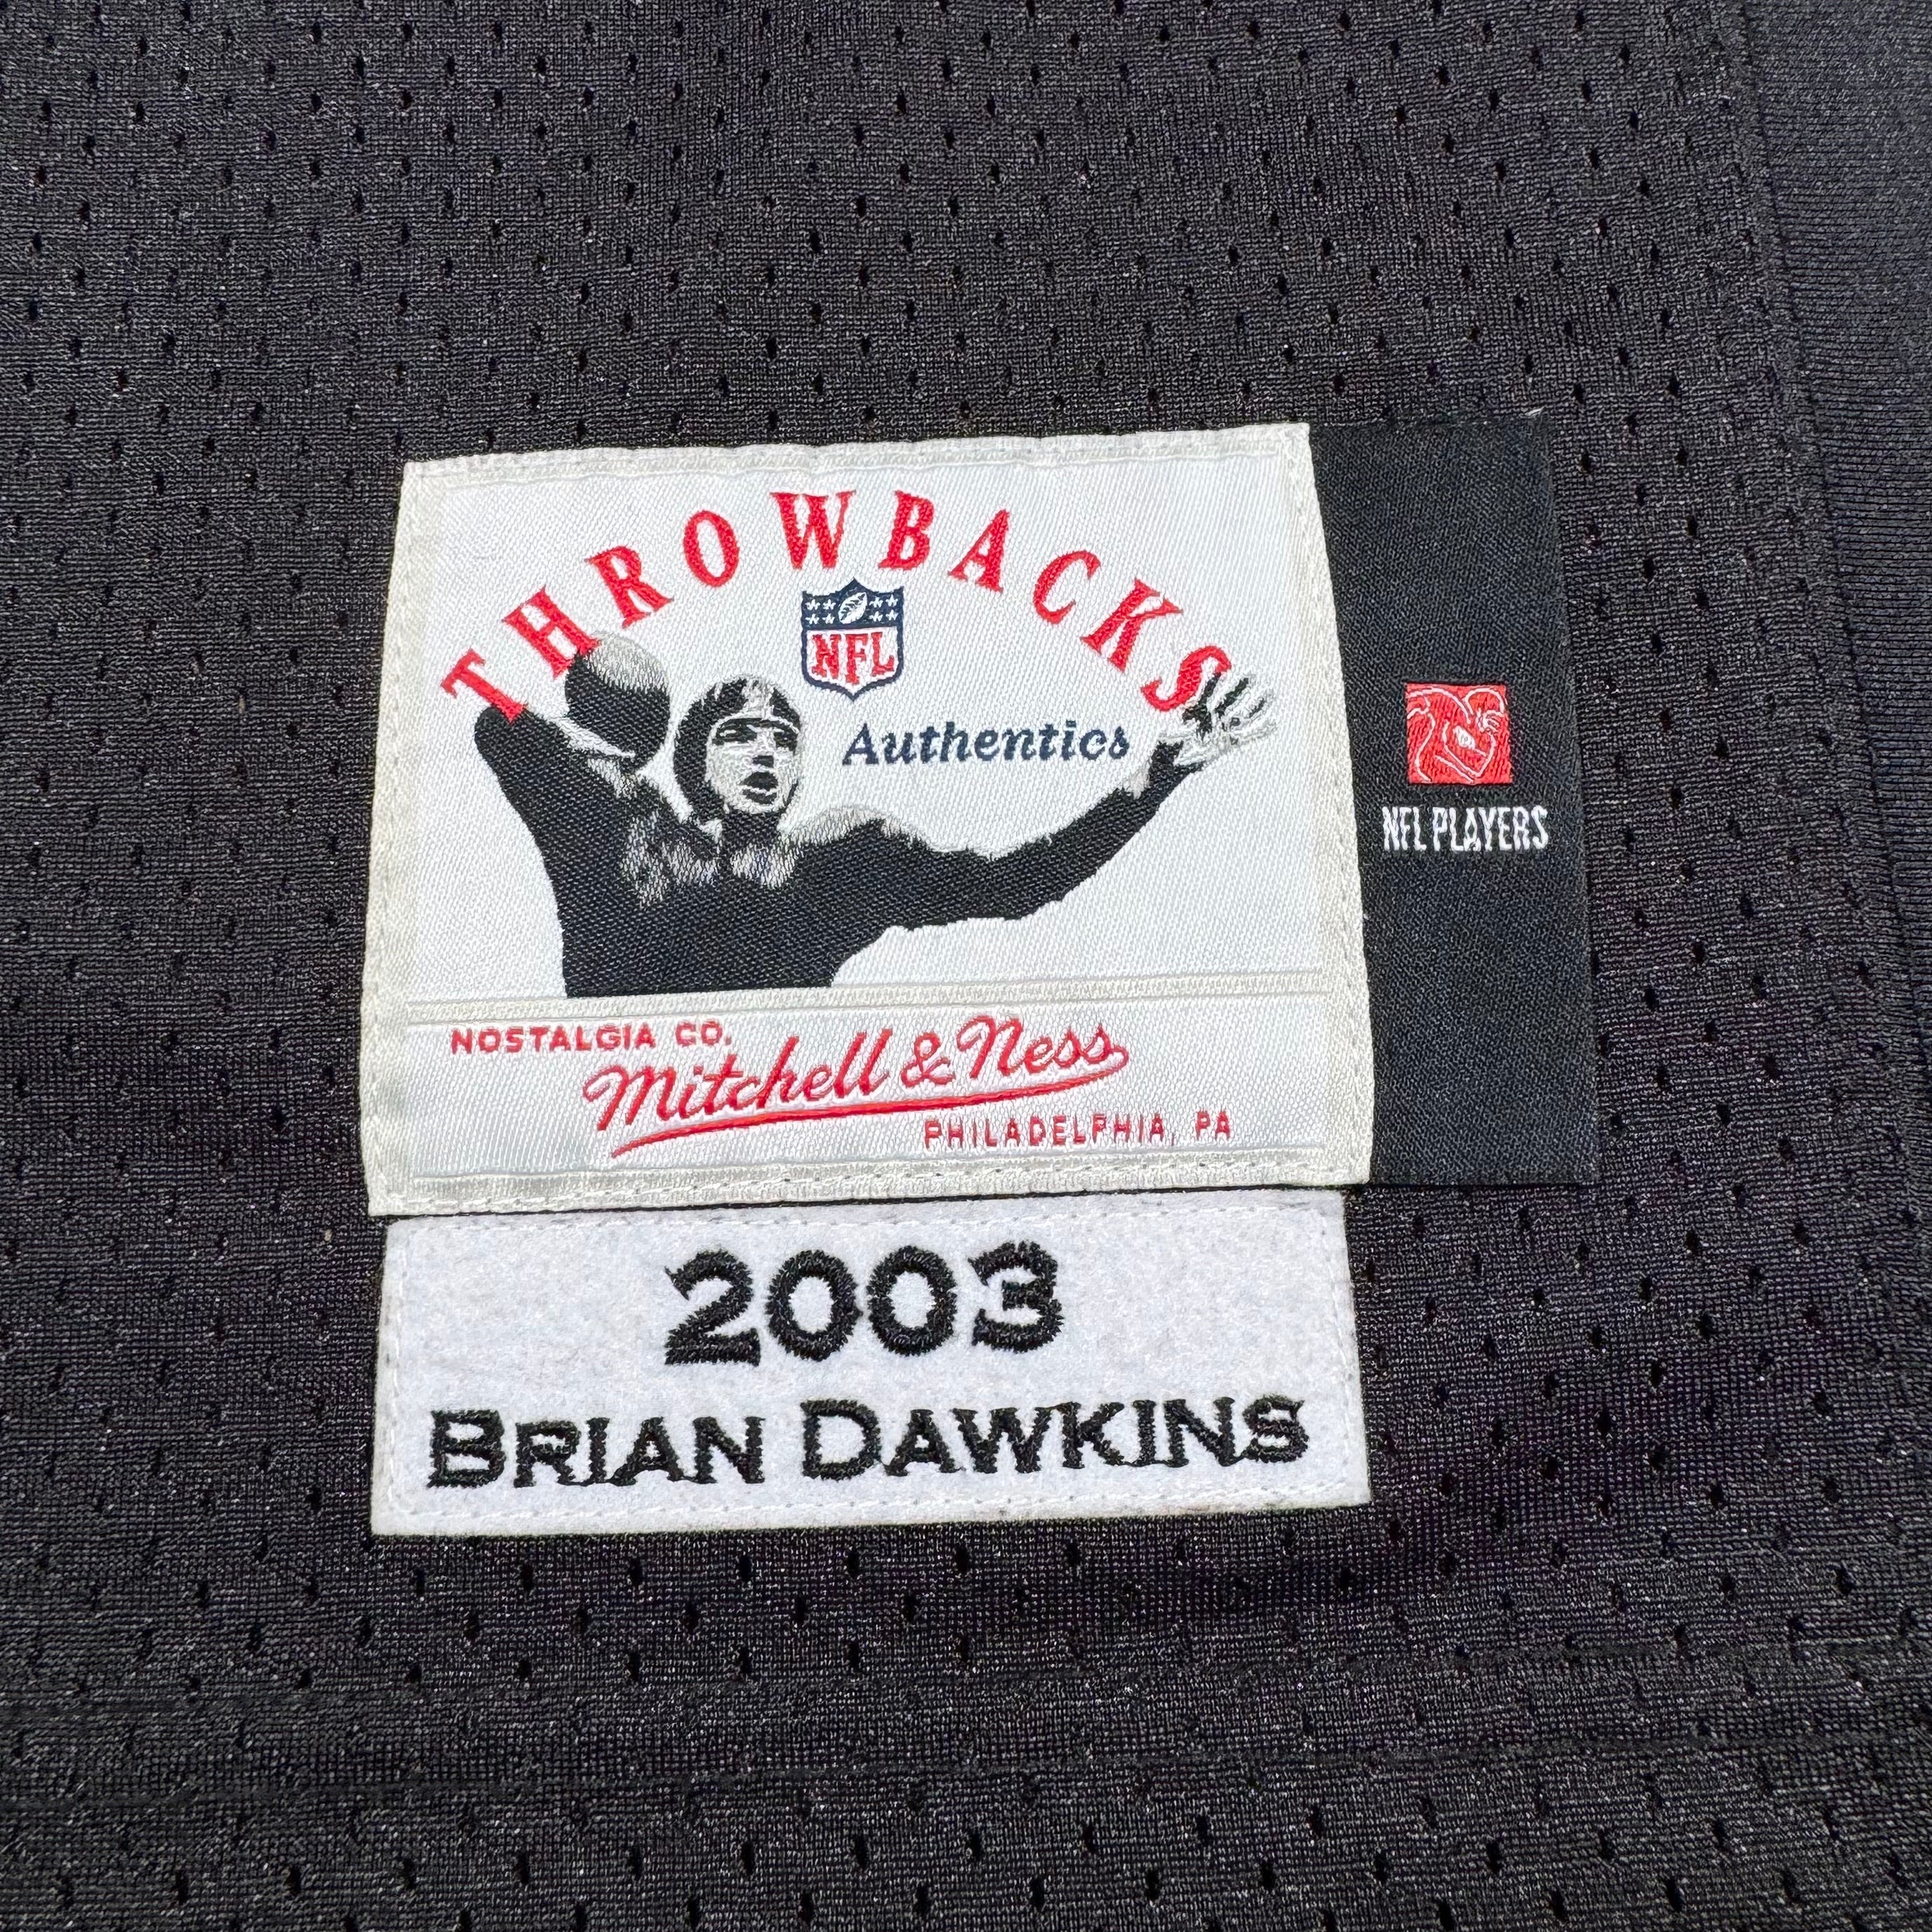 THROWBACKS
NFL
Authentics
NFL PLAYERS
NOSTALGIA CO.
Mitchell & Ness
PHILADELPHIA, PA
2003
BRIAN DAWKINS